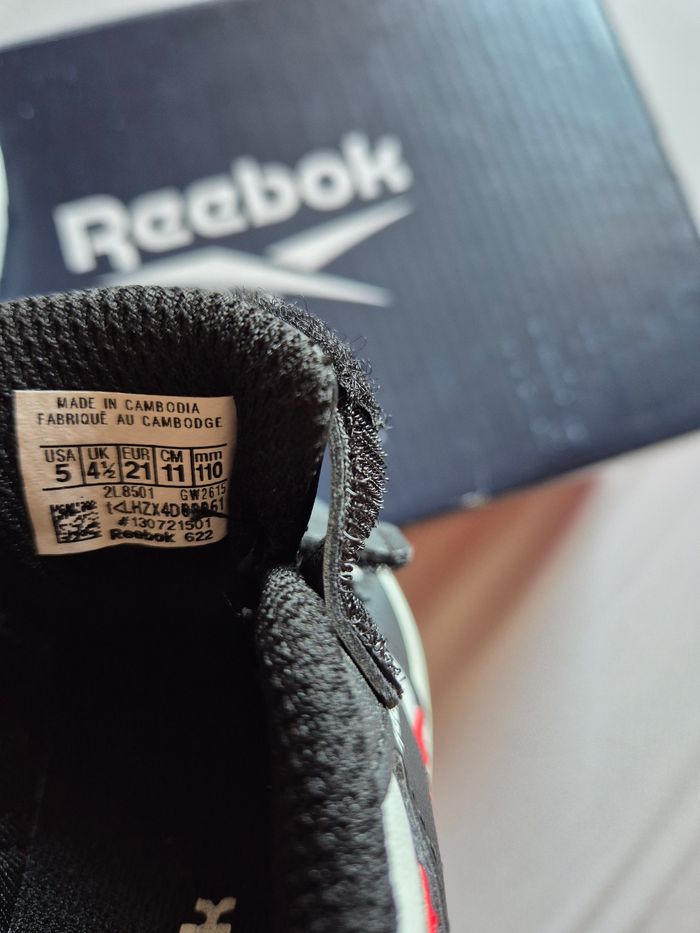 Reebok
MADE IN CAMBODIA
FABRIQUÉ AU CAMBODGE
USA UK EUR CM mm
5 4½ 21 11 110
2L8501 GW2615
#130721501
Reebok 622